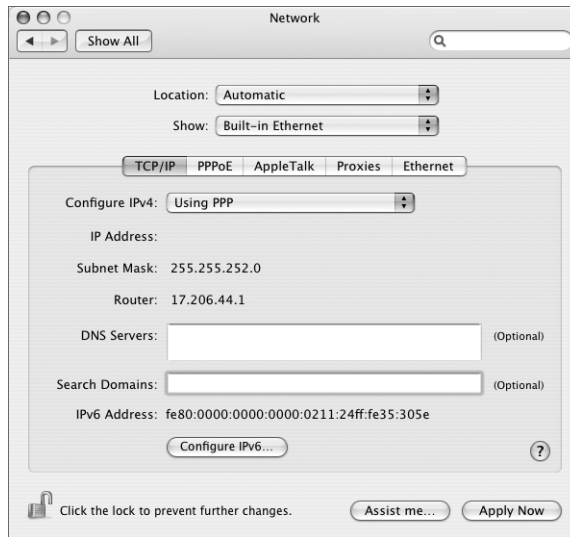 Network
Show All
Location: Automatic
Show: Built-in Ethernet
TCP/IP PPPoE AppleTalk Proxies Ethernet
Configure IPv4: Using PPP
IP Address:
Subnet Mask: 255.255.252.0
Router: 17.206.44.1
DNS Servers: (Optional)
Search Domains: (Optional)
IPv6 Address: fe80:0000:0000:0000:0211:24ff:fe35:305e
Configure IPv6...
?
Click the lock to prevent further changes. Assist me... Apply Now